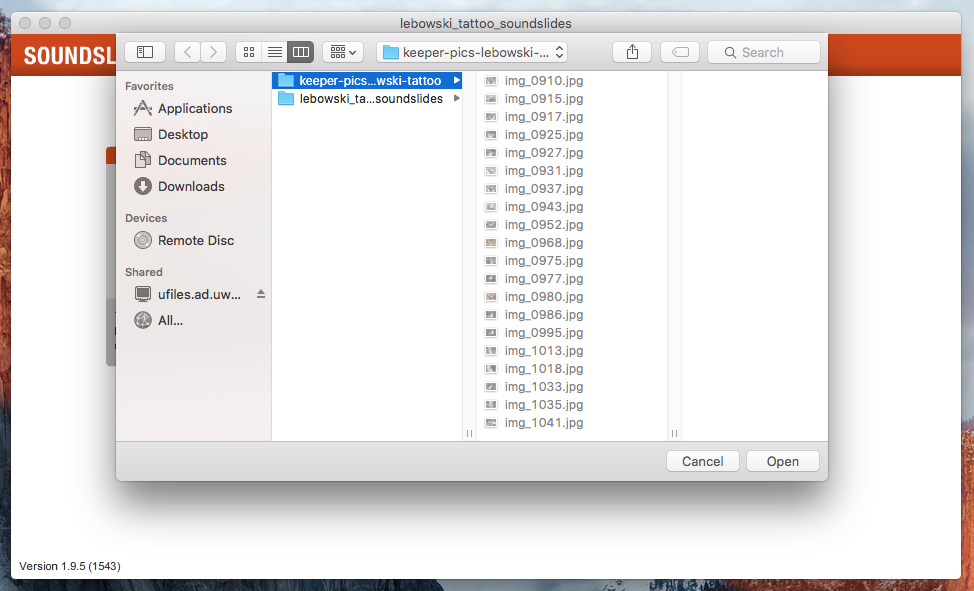 lebowski_tattoo_soundslides
SOUNDSL
keeper-pics-lebowski-...
Search
Favorites
Applications
Desktop
Documents
Downloads
Devices
Remote Disc
Shared
ufiles.ad.uw...
All...
keeper-pics...wski-tattoo
lebowski_ta...soundslides
img_0910.jpg
img_0915.jpg
img_0917.jpg
img_0925.jpg
img_0927.jpg
img_0931.jpg
img_0937.jpg
img_0943.jpg
img_0952.jpg
img_0968.jpg
img_0975.jpg
img_0977.jpg
img_0980.jpg
img_0986.jpg
img_0995.jpg
img_1013.jpg
img_1018.jpg
img_1033.jpg
img_1035.jpg
img_1041.jpg
Cancel
Open
Version 1.9.5 (1543)